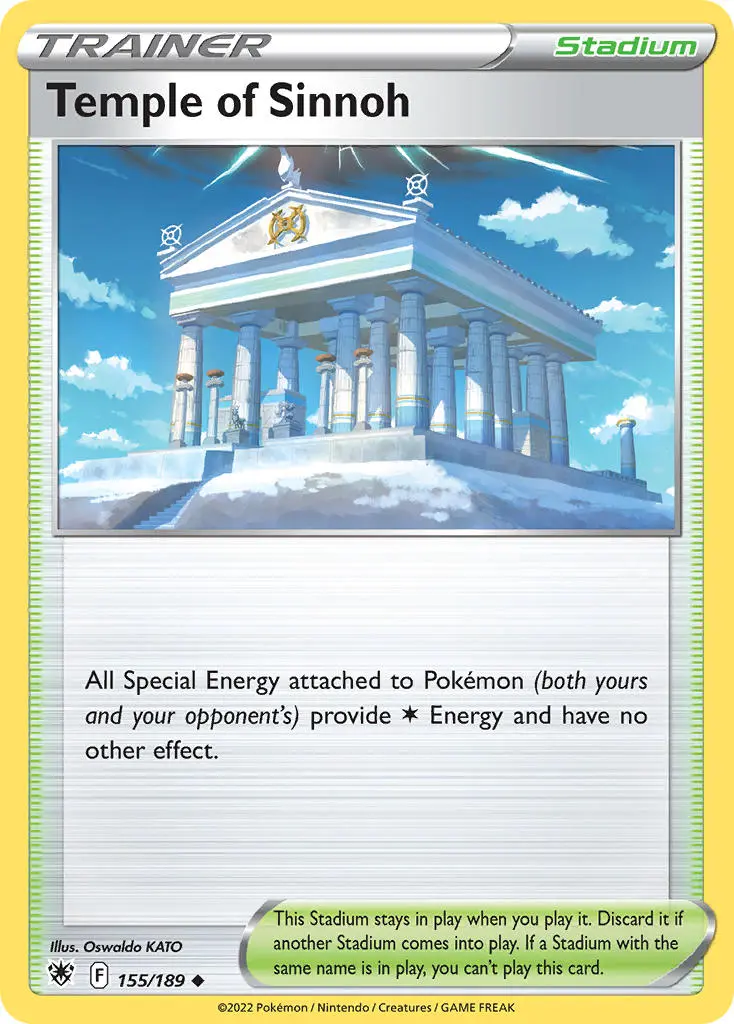 TRAINER
Stadium
Temple of Sinnoh
All Special Energy attached to Pokémon (both yours
and your opponent's) provide Energy and have no
other effect.
This Stadium stays in play when you play it. Discard it if
another Stadium comes into play. If a Stadium with the
same name is in play, you can't play this card.
Illus. Oswaldo KATO
F 155/189
©2022 Pokémon / Nintendo / Creatures / GAME FREAK